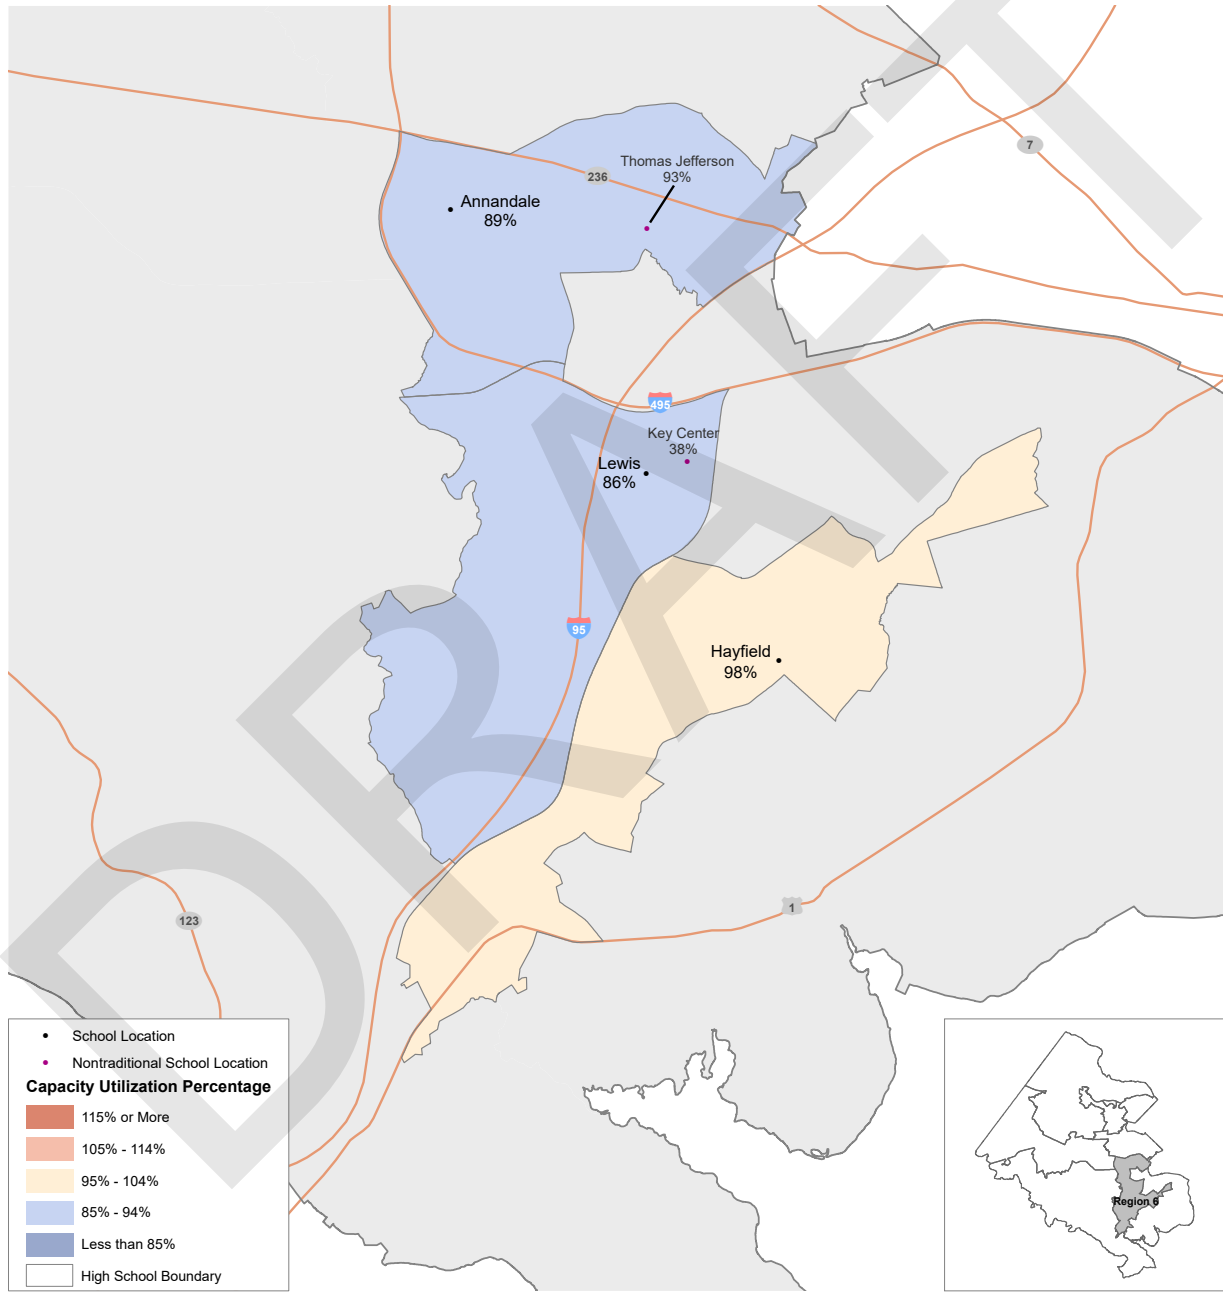 7
Thomas Jefferson
93%
236
Annandale
89%
495
Key Center
38%
Lewis
86%
95
Hayfield
98%
1
123
DRAFT
School Location
Nontraditional School Location
Capacity Utilization Percentage
115% or More
105% - 114%
95% - 104%
85% - 94%
Less than 85%
High School Boundary
Region 6